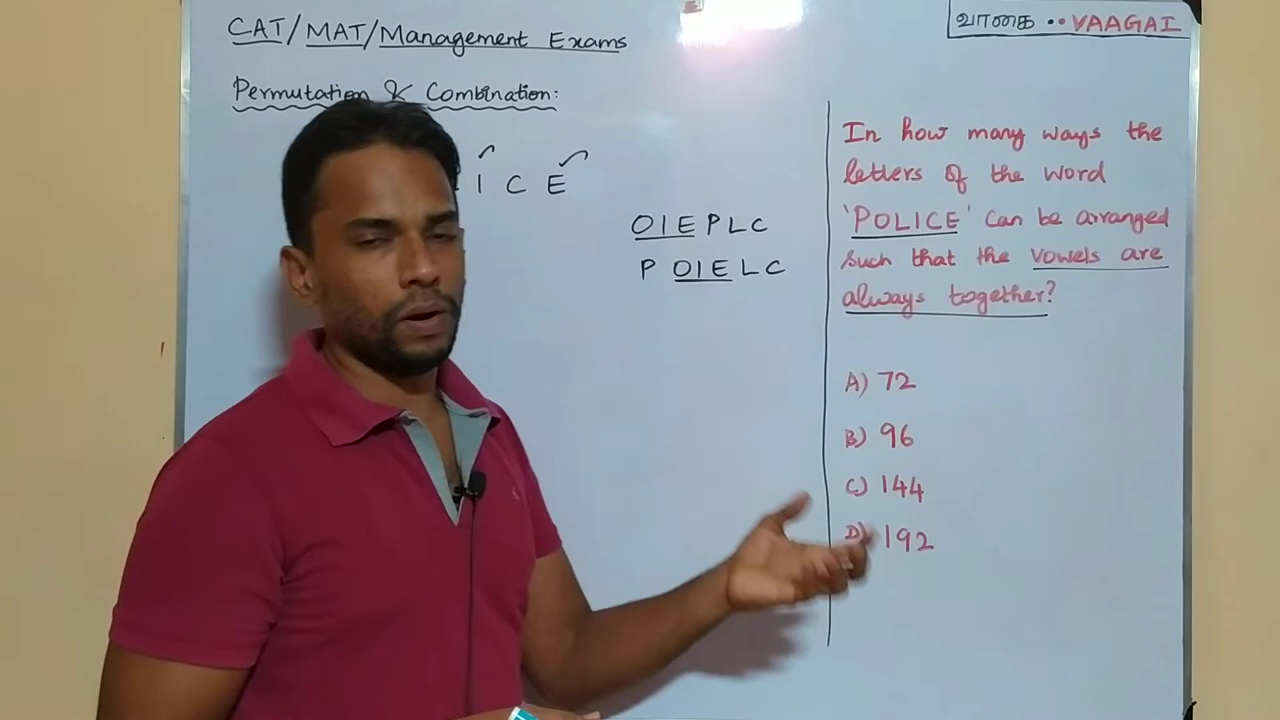 CAT/MAT/Management Exams
வாகை ••VAAGAI
Permutation & Combination:
I C E
OIEPLC
P OIELC
In how many ways the
letters of the word
'POLICE' can be arranged
such that the vowels are
always together?
A) 72
B) 96
C) 144
D) 192